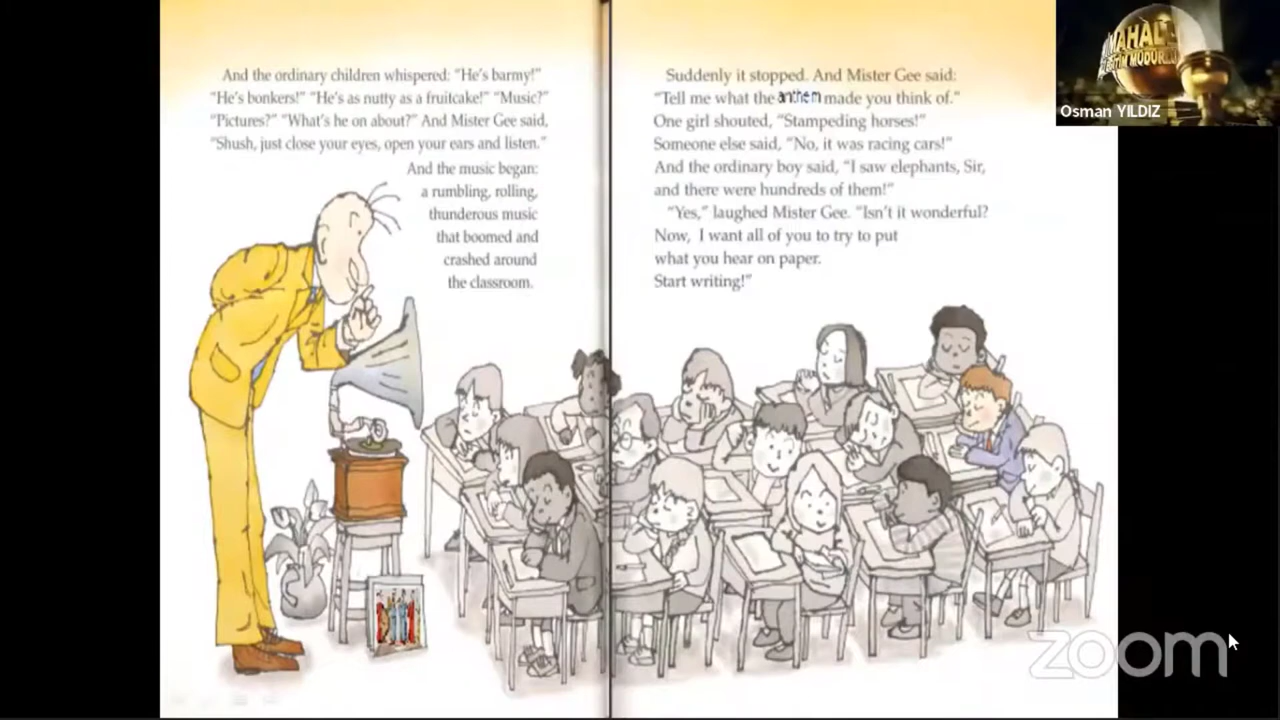 And the ordinary children whispered: “He’s barmy!”
“He’s bonkers!” “He’s as nutty as a fruitcake!” “Music?”
“Pictures?” “What’s he on about?” And Mister Gee said,
“Shush, just close your eyes, open your ears and listen.”
And the music began:
a rumbling, rolling,
thunderous music
that boomed and
crashed around
the classroom.
Suddenly it stopped. And Mister Gee said:
“Tell me what the anthem made you think of.”
One girl shouted, “Stampeding horses!”
Someone else said, “No, it was racing cars!”
And the ordinary boy said, “I saw elephants, Sir,
and there were hundreds of them!”
“Yes,” laughed Mister Gee. “Isn’t it wonderful?
Now, I want all of you to try to put
what you hear on paper.
Start writing!”
MAHALL
Osman YILDIZ
zoom